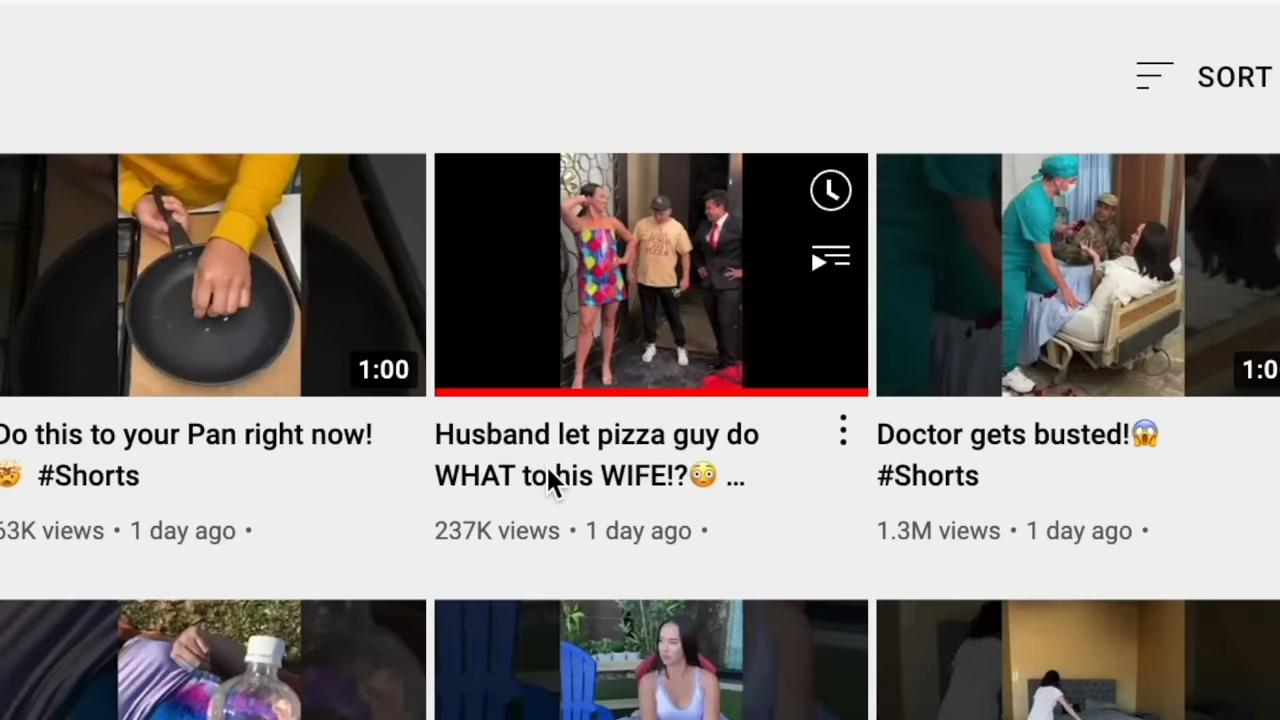 SORT
1:00
1:0
Do this to your Pan right now!
🤯 #Shorts
63K views • 1 day ago •
Husband let pizza guy do
WHAT to his WIFE!?😳 ...
237K views • 1 day ago •
Doctor gets busted!😱
#Shorts
1.3M views • 1 day ago •